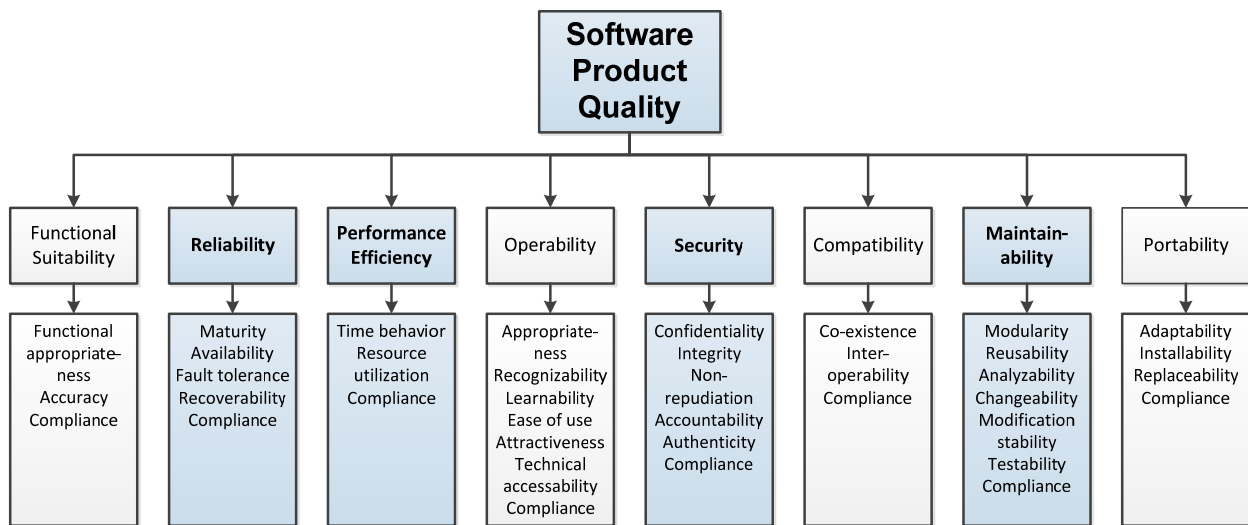 Software
Product
Quality
Functional
Suitability
Reliability
Performance
Efficiency
Operability
Security
Compatibility
Maintain-
ability
Portability
Functional
appropriate-
ness
Accuracy
Compliance
Maturity
Availability
Fault tolerance
Recoverability
Compliance
Time behavior
Resource
utilization
Compliance
Appropriate-
ness
Recognizability
Learnability
Ease of use
Attractiveness
Technical
accessability
Compliance
Confidentiality
Integrity
Non-
repudiation
Accountability
Authenticity
Compliance
Co-existence
Inter-
operability
Compliance
Modularity
Reusability
Analyzability
Changeability
Modification
stability
Testability
Compliance
Adaptability
Installability
Replaceability
Compliance